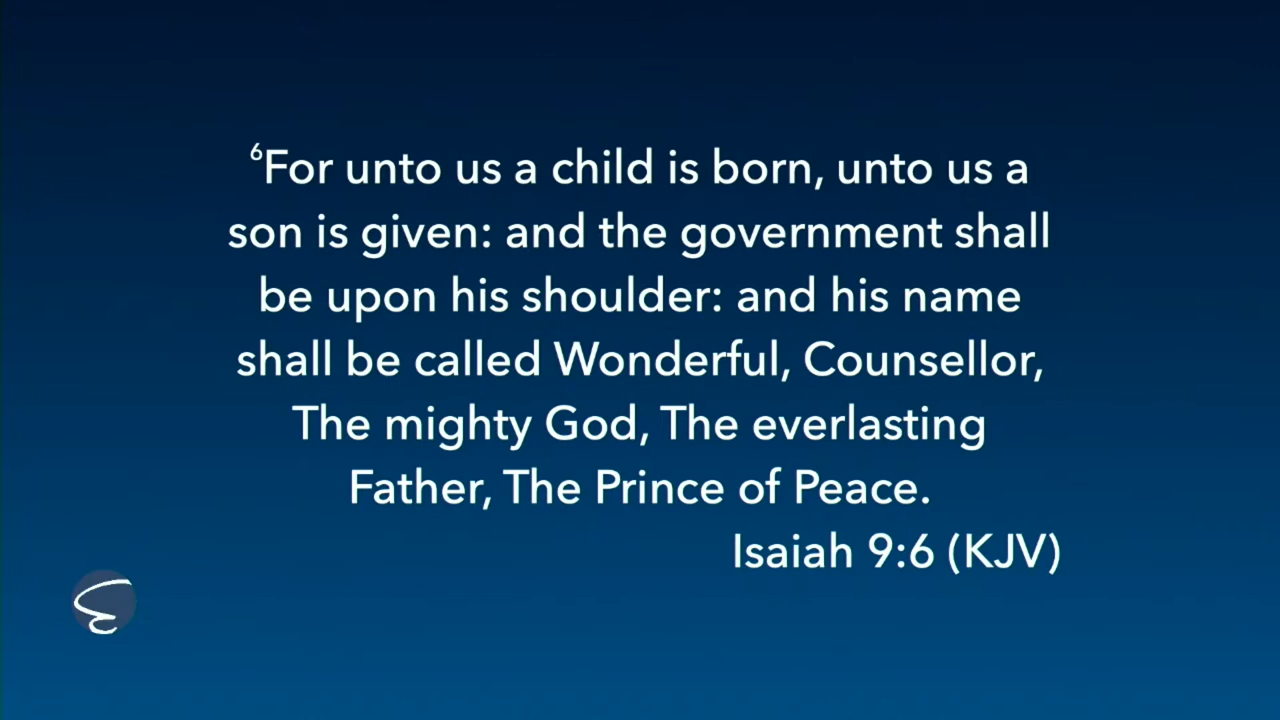 ⁶For unto us a child is born, unto us a
son is given: and the government shall
be upon his shoulder: and his name
shall be called Wonderful, Counsellor,
The mighty God, The everlasting
Father, The Prince of Peace.
Isaiah 9:6 (KJV)